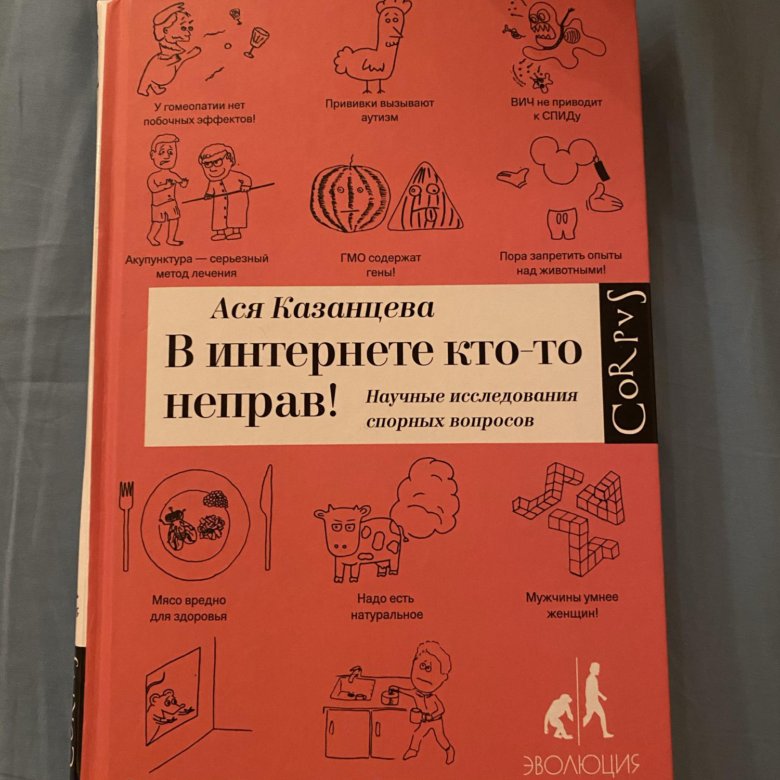 У гомеопатии нет
побочных эффектов!
Прививки вызывают
аутизм
ВИЧ не приводит
к СПИДу
Акупунктура — серьезный
метод лечения
ГМО содержат
гены!
Пора запретить опыты
над животными!
Ася Казанцева
В интернете кто-то
неправ!
Научные исследования
спорных вопросов
CORPVS
Мясо вредно
для здоровья
Надо есть
натуральное
Мужчины умнее
женщин!
ЭВОЛЮЦИЯ